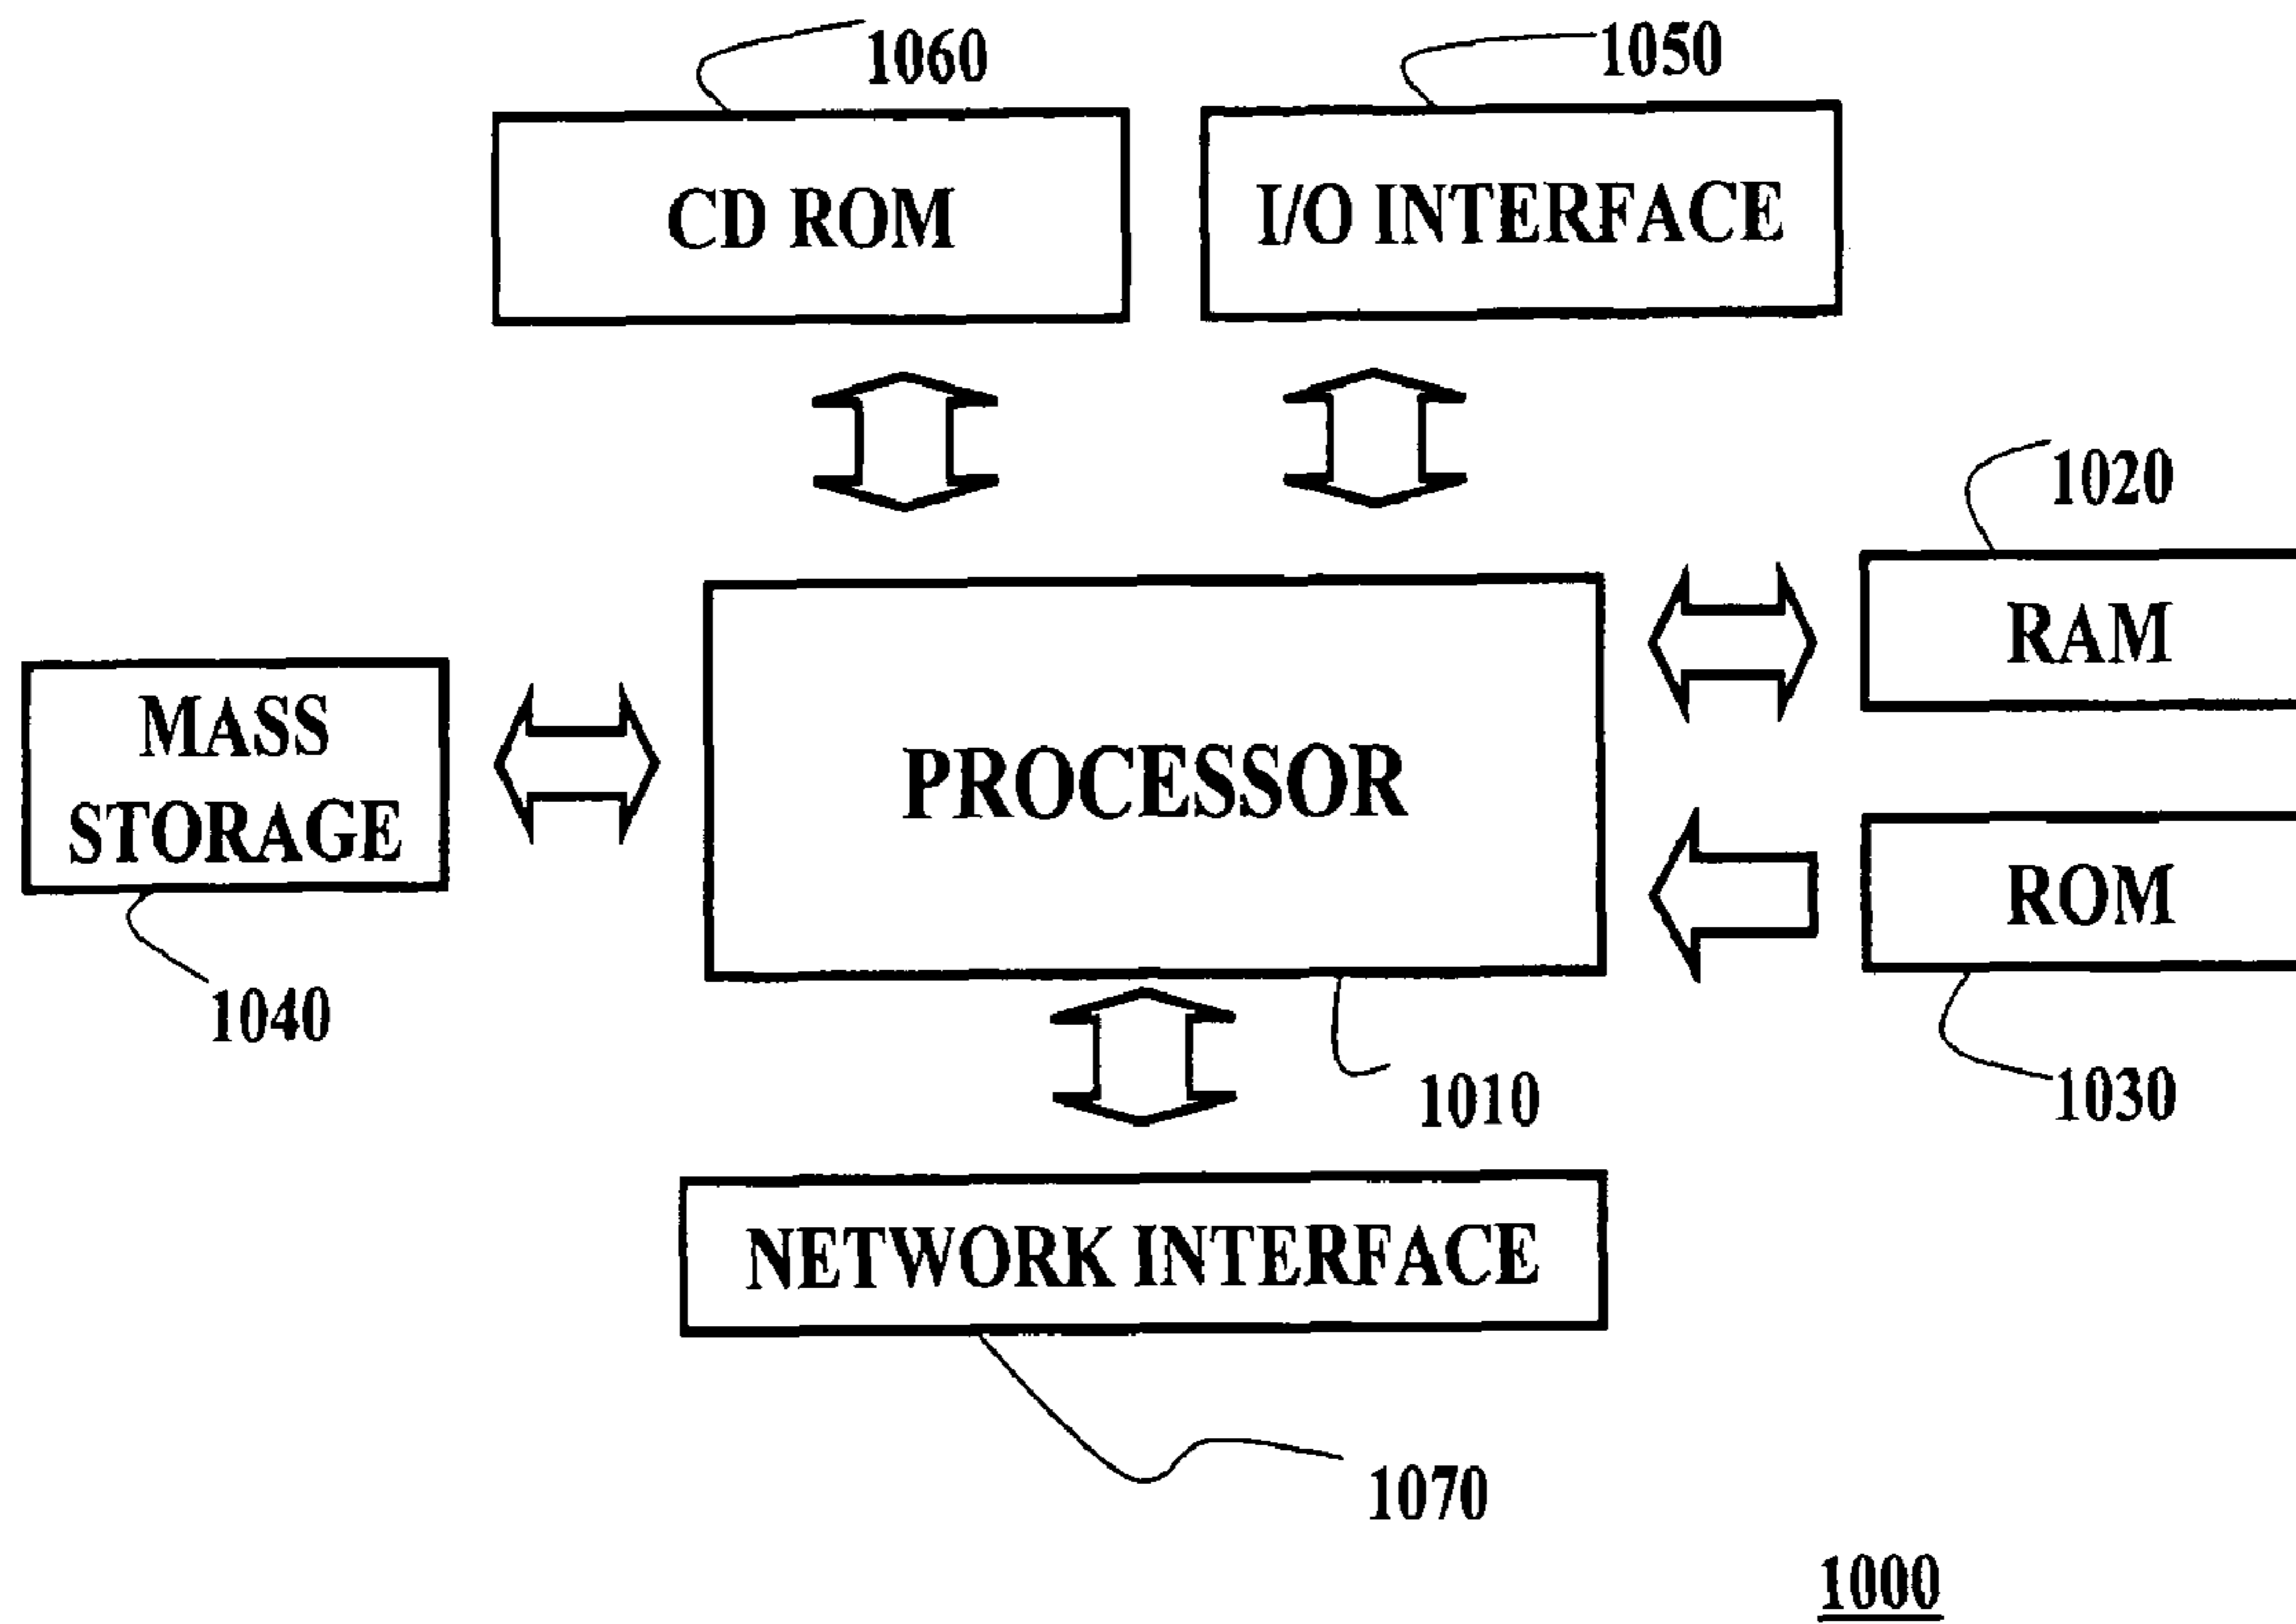 1060
1050
CD ROM
I/O INTERFACE
1020
RAM
MASS
STORAGE
PROCESSOR
ROM
1040
1010
1030
NETWORK INTERFACE
1070
1000